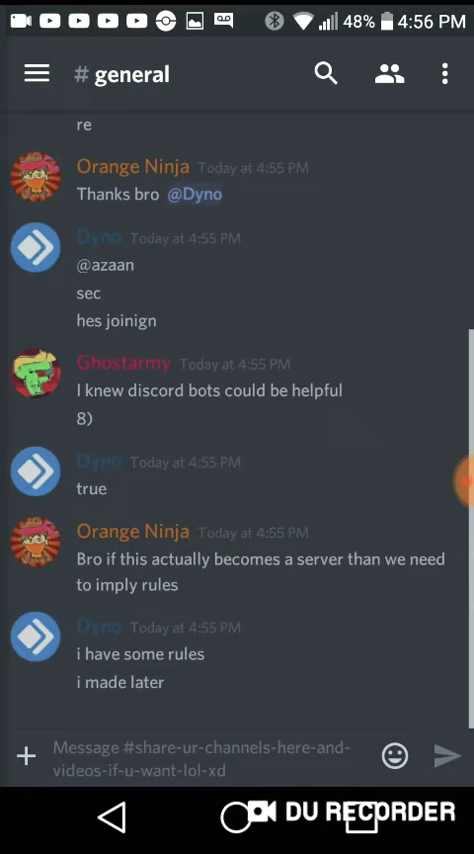 48% 4:56 PM
# general
re
Orange Ninja Today at 4:55 PM
Thanks bro @Dyno
Dyno Today at 4:55 PM
@azaan
sec
hes joinign
Ghostarmy Today at 4:55 PM
I knew discord bots could be helpful
8)
Dyno Today at 4:55 PM
true
Orange Ninja Today at 4:55 PM
Bro if this actually becomes a server than we need
to imply rules
Dyno Today at 4:55 PM
i have some rules
i made later
Message #share-ur-channels-here-and-
videos-if-u-want-lol-xd
DU RECORDER